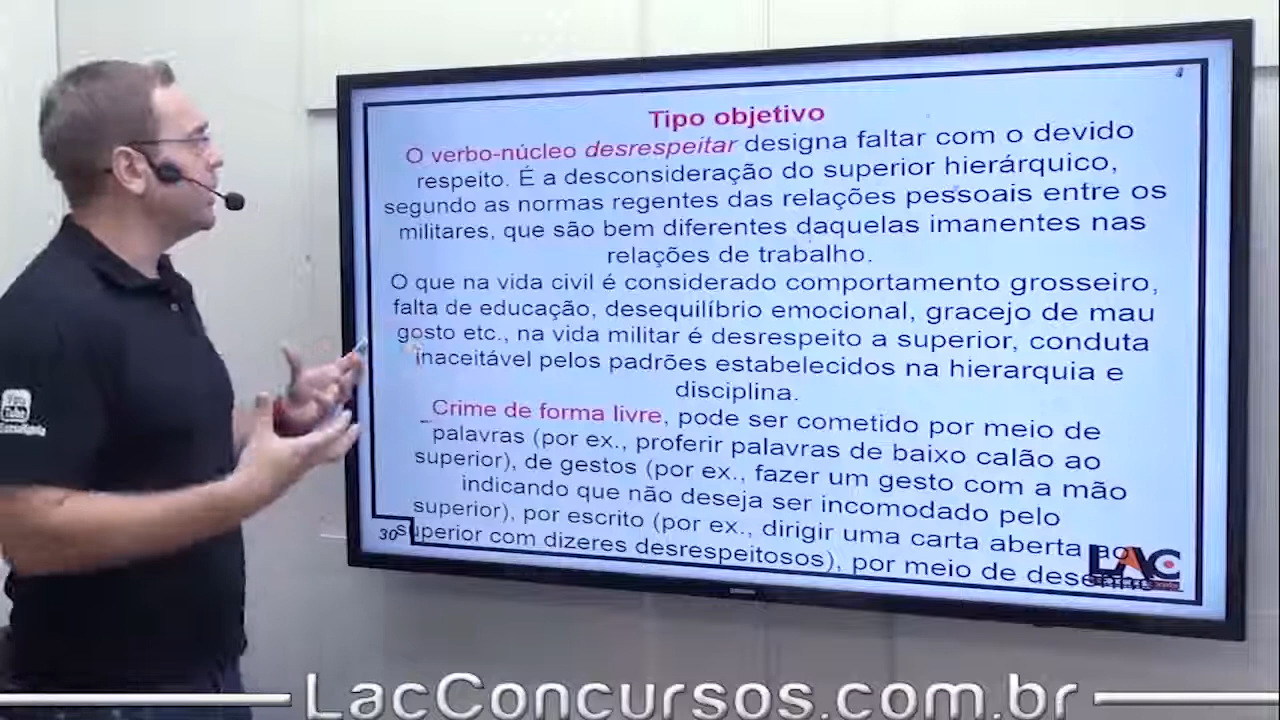 Tipo objetivo
O verbo-núcleo desrespeitar designa faltar com o devido
respeito. É a desconsideração do superior hierárquico,
segundo as normas regentes das relações pessoais entre os
militares, que são bem diferentes daquelas imanentes nas
relações de trabalho.
O que na vida civil é considerado comportamento grosseiro,
falta de educação, desequilíbrio emocional, gracejo de mau
gosto etc., na vida militar é desrespeito a superior, conduta
inaceitável pelos padrões estabelecidos na hierarquia e
disciplina.
Crime de forma livre, pode ser cometido por meio de
palavras (por ex., proferir palavras de baixo calão ao
superior), de gestos (por ex., fazer um gesto com a mão
indicando que não deseja ser incomodado pelo
superior), por escrito (por ex., dirigir uma carta aberta ao
superior com dizeres desrespeitosos), por meio de desenho
30
LAC
LacConcursos.com.br